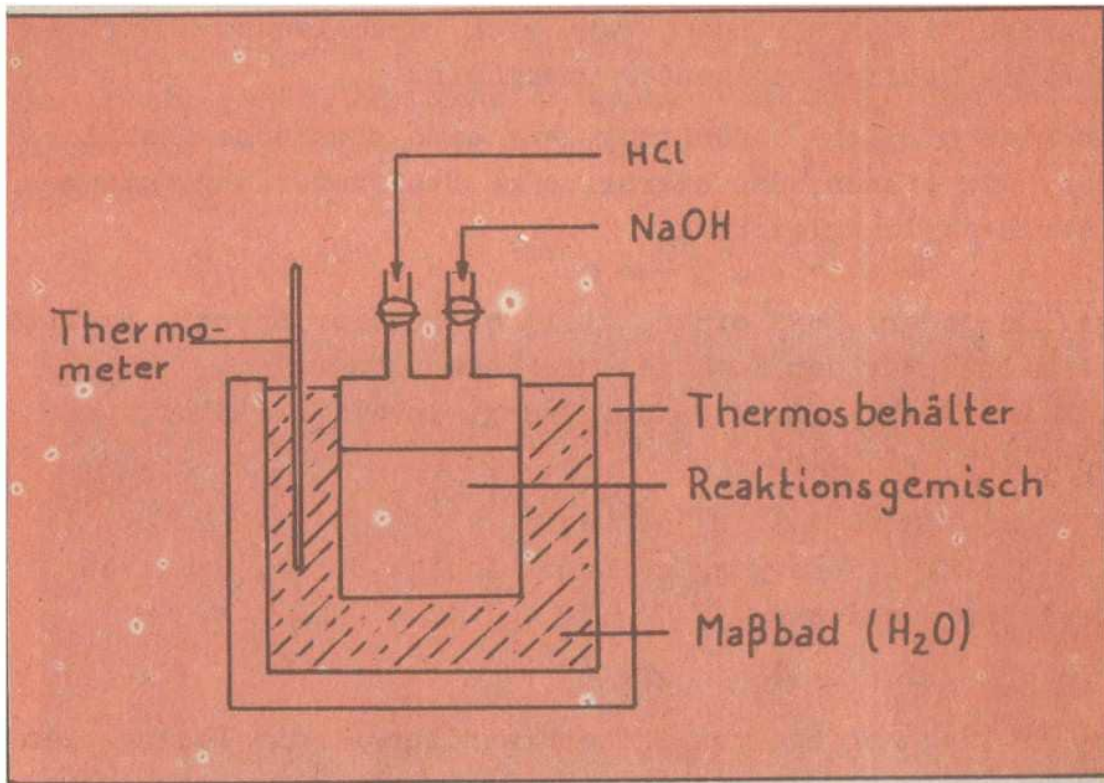 HCl
NaOH
Thermo-
meter
Thermosbehälter
Reaktionsgemisch
Maßbad (H₂O)